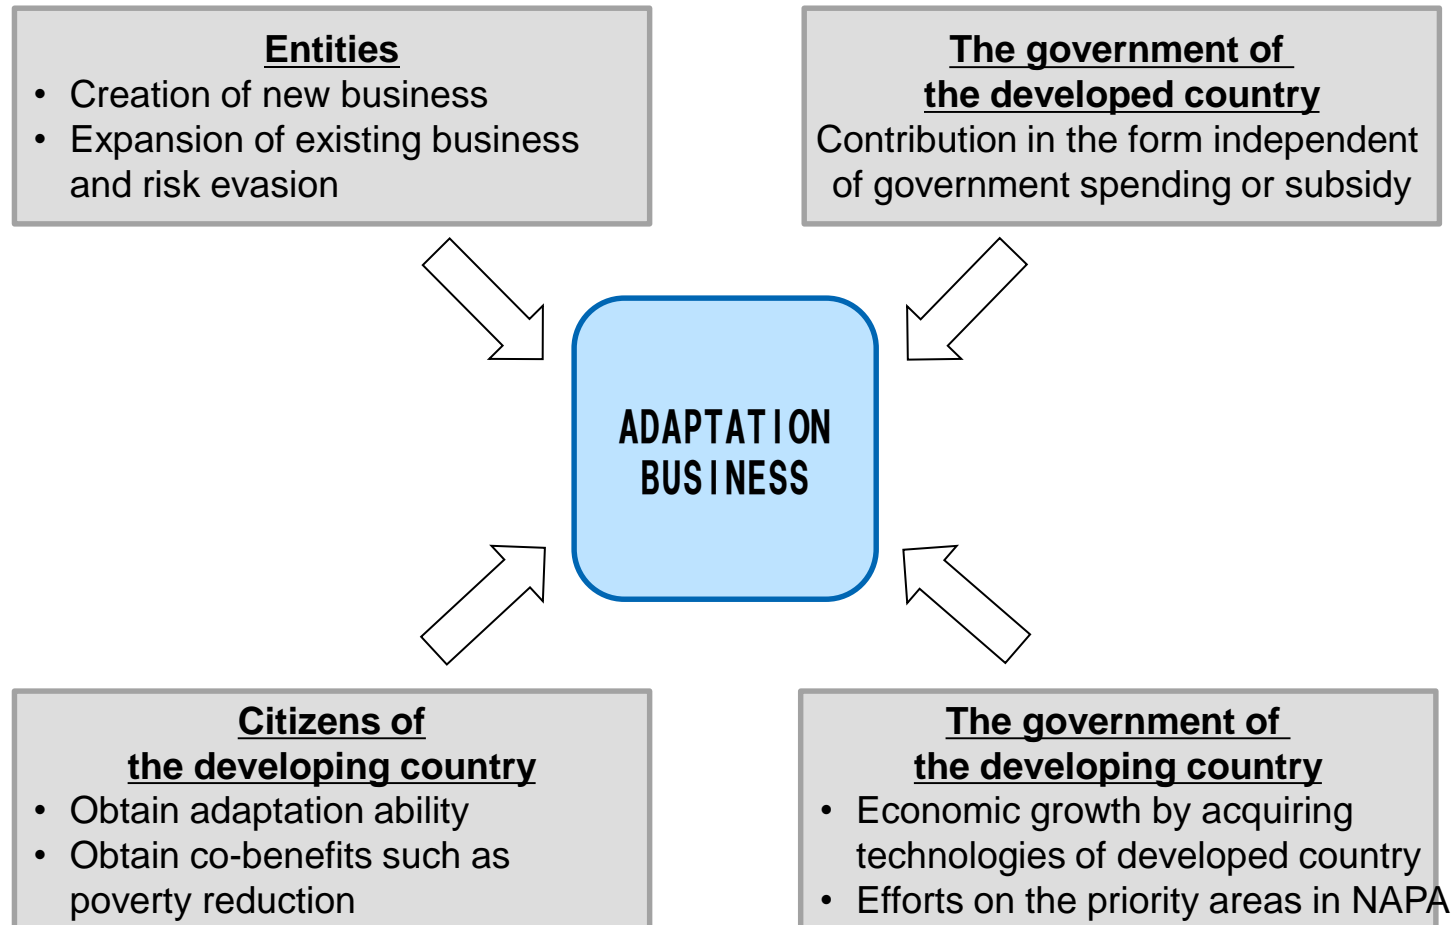 Entities
• Creation of new business
• Expansion of existing business
and risk evasion
The government of
the developed country
Contribution in the form independent
of government spending or subsidy
ADAPTATION
BUSINESS
Citizens of
the developing country
• Obtain adaptation ability
• Obtain co-benefits such as
poverty reduction
The government of
the developing country
• Economic growth by acquiring
technologies of developed country
• Efforts on the priority areas in NAPA